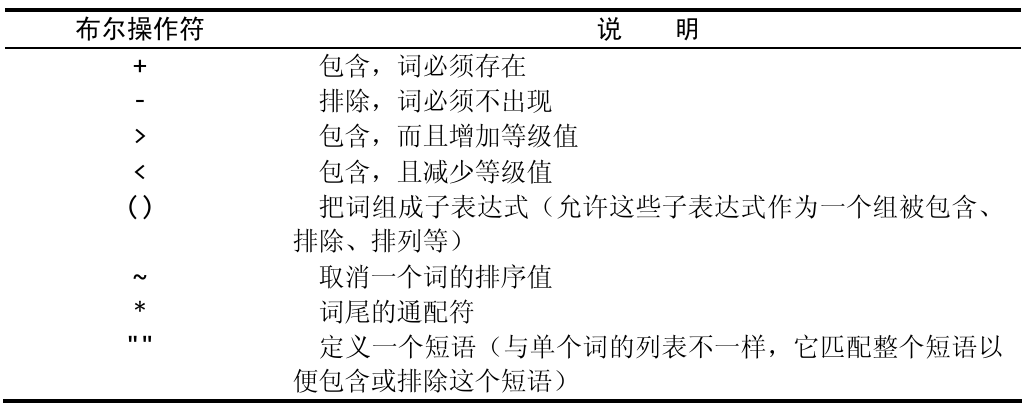 布尔操作符 说 明
+ 包含，词必须存在
- 排除，词必须不出现
> 包含，而且增加等级值
< 包含，且减少等级值
() 把词组成子表达式（允许这些子表达式作为一个组被包含、
排除、排列等）
~ 取消一个词的排序值
* 词尾的通配符
"" 定义一个短语（与单个词的列表不一样，它匹配整个短语以
便包含或排除这个短语）